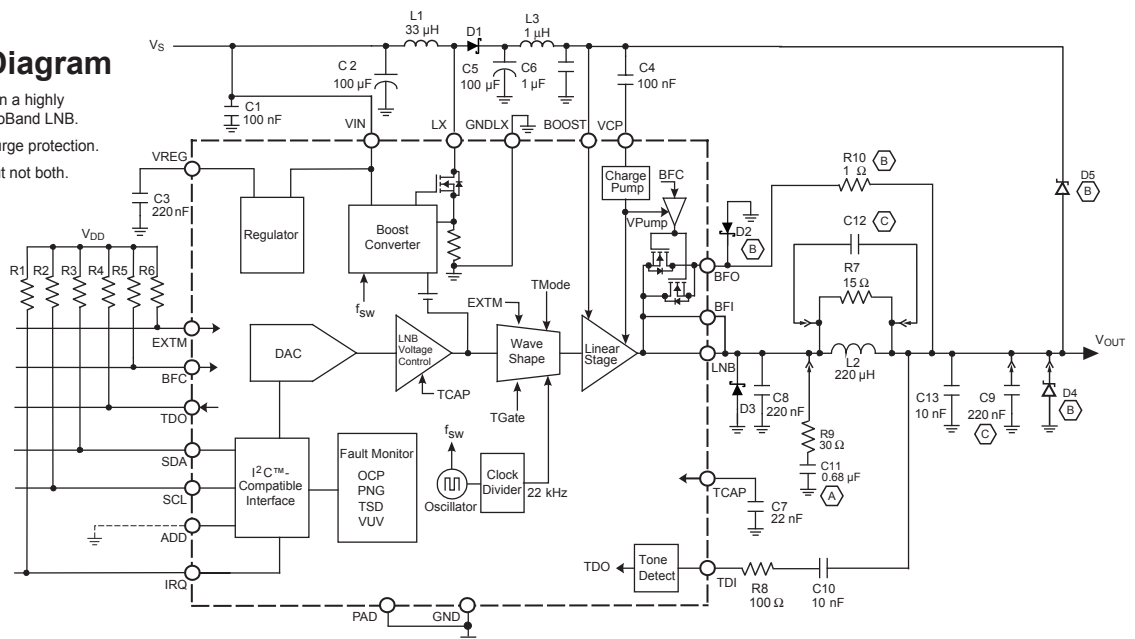 Diagram
n a highly
oBand LNB.
urge protection.
t not both.
VS
L1
33 µH
D1
L3
1 µH
C 2
100 µF
C5
100 µF
C6
1 µF
C4
100 nF
C1
100 nF
VIN
LX
GNDLX
BOOST
VCP
VREG
C3
220 nF
VDD
R1
R2
R3
R4
R5
R6
Regulator
Boost
Converter
fsw
Charge
Pump
BFC
VPump
D2
B
BFO
R10
1 Ω
B
C12
C
R7
15 Ω
D5
B
EXTM
BFC
TDO
SDA
SCL
ADD
IRQ
DAC
LNB
Voltage
Control
TCAP
EXTM
TMode
Wave
Shape
TGate
Linear
Stage
BFI
LNB
L2
220 µH
VOUT
D3
C8
220 nF
R9
30 Ω
C11
0.68 µF
A
C13
10 nF
C9
220 nF
C
D4
B
I2C™-
Compatible
Interface
Fault Monitor
OCP
PNG
TSD
VUV
fsw
Oscillator
Clock
Divider
22 kHz
TCAP
C7
22 nF
TDO
Tone
Detect
TDI
R8
100 Ω
C10
10 nF
PAD
GND